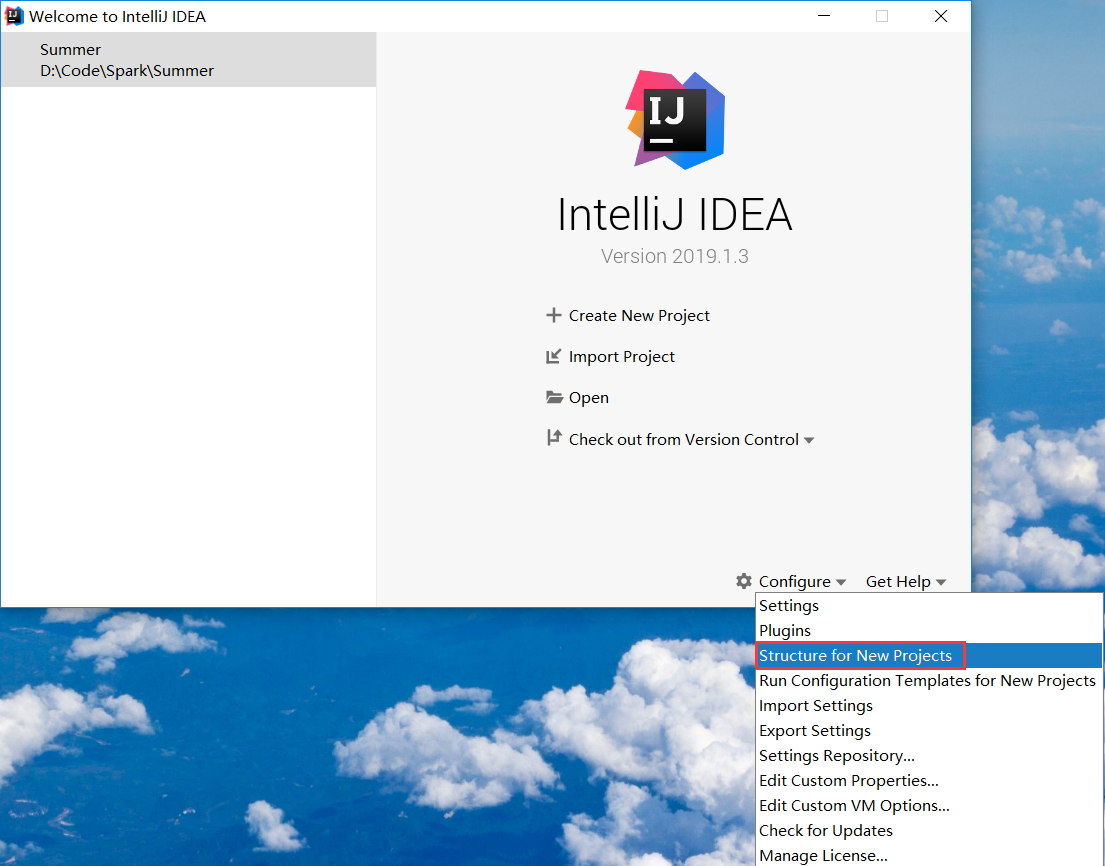 Welcome to IntelliJ IDEA
Summer
D:\Code\Spark\Summer
IJ
IntelliJ IDEA
Version 2019.1.3
Create New Project
Import Project
Open
Check out from Version Control
Configure
Get Help
Settings
Plugins
Structure for New Projects
Run Configuration Templates for New Projects
Import Settings
Export Settings
Settings Repository...
Edit Custom Properties...
Edit Custom VM Options...
Check for Updates
Manage License...